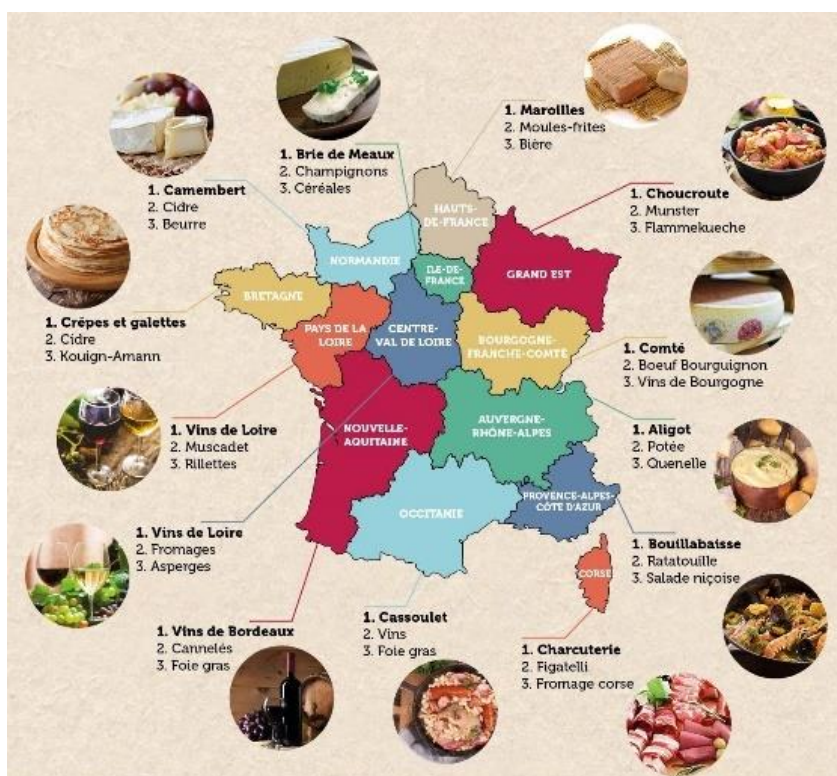 1. Maroilles
2. Moules-frites
3. Bière
1. Brie de Meaux
2. Champignons
3. Céréales
1. Camembert
2. Cidre
3. Beurre
1. Choucroute
2. Munster
3. Flammekueche
HAUTS-
DE-FRANCE
NORMANDIE
ILE-DE-
FRANCE
GRAND EST
BRETAGNE
1. Crêpes et galettes
2. Cidre
3. Kouign-Amann
PAYS DE LA
LOIRE
CENTRE-
VAL DE LOIRE
BOURGOGNE-
FRANCHE-COMTÉ
1. Comté
2. Boeuf Bourguignon
3. Vins de Bourgogne
1. Vins de Loire
2. Muscadet
3. Rillettes
NOUVELLE-
AQUITAINE
AUVERGNE-
RHÔNE-ALPES
1. Aligot
2. Potée
3. Quenelle
1. Vins de Loire
2. Fromages
3. Asperges
OCCITANIE
PROVENCE-ALPES-
CÔTE D'AZUR
1. Bouillabaisse
2. Ratatouille
3. Salade niçoise
CORSE
1. Vins de Bordeaux
2. Cannelés
3. Foie gras
1. Cassoulet
2. Vins
3. Foie gras
1. Charcuterie
2. Figatelli
3. Fromage corse